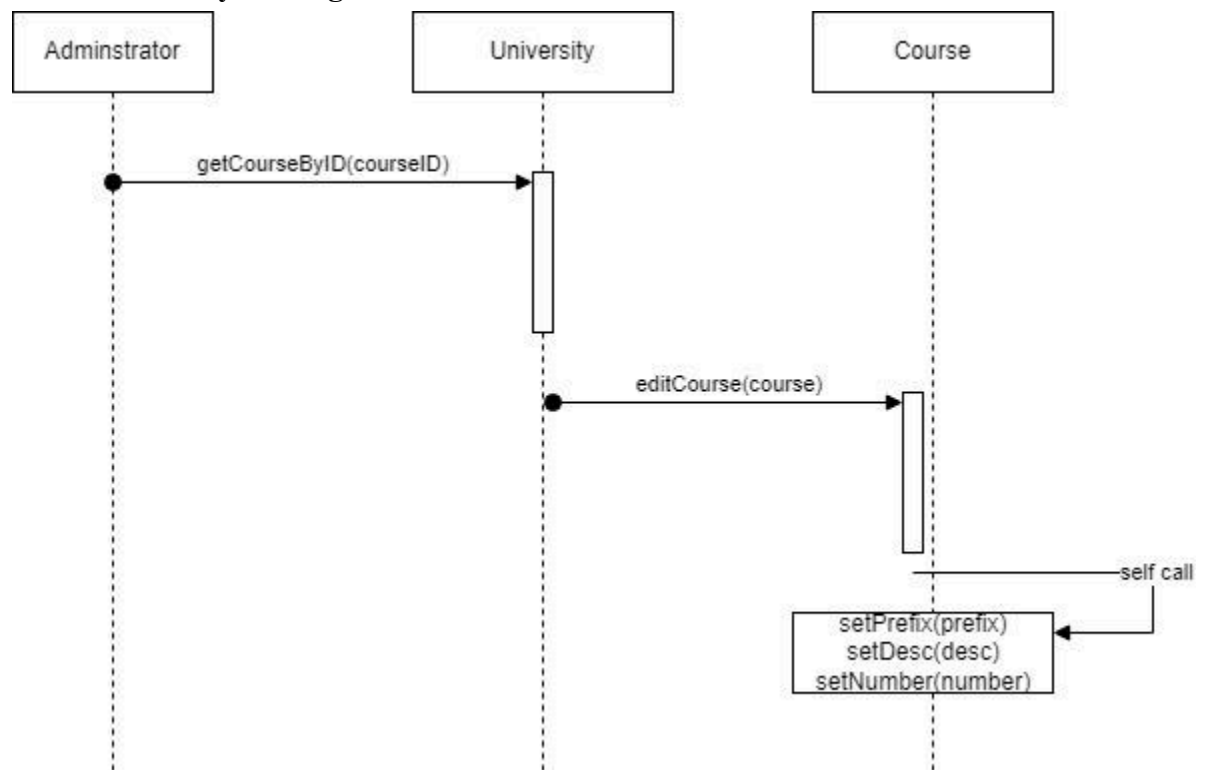 Adminstrator
University
Course
getCourseByID(courseID)
editCourse(course)
self call
setPrefix(prefix)
setDesc(desc)
setNumber(number)